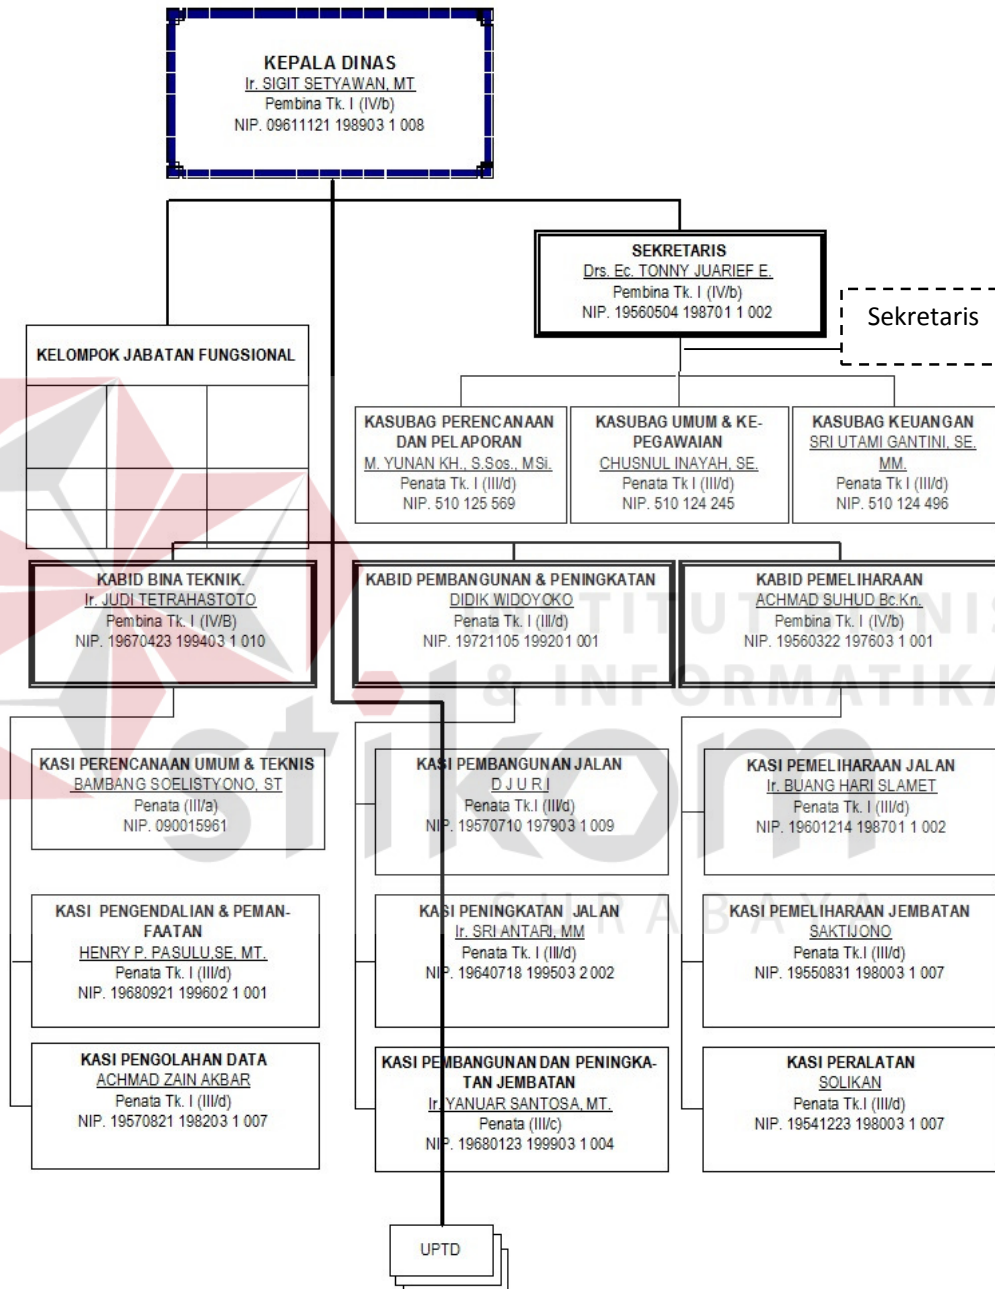 KEPALA DINAS
Ir. SIGIT SETYAWAN, MT
Pembina Tk. I (IV/b)
NIP. 09611121 198903 1 008
SEKRETARIS
Drs. Ec. TONNY JUARIEF E.
Pembina Tk. I (IV/b)
NIP. 19560504 198701 1 002
Sekretaris
KELOMPOK JABATAN FUNGSIONAL
KASUBAG PERENCANAAN
DAN PELAPORAN
M. YUNAN KH., S.Sos., MSi.
Penata Tk. I (III/d)
NIP. 510 125 569
KASUBAG UMUM & KE-
PEGAWAIAN
CHUSNUL INAYAH, SE.
Penata Tk I (III/d)
NIP. 510 124 245
KASUBAG KEUANGAN
SRI UTAMI GANTINI, SE.
MM.
Penata Tk I (III/d)
NIP. 510 124 496
KABID BINA TEKNIK.
Ir. JUDI TETRAHASTOTO
Pembina Tk. I (IV/B)
NIP. 19670423 199403 1 010
KABID PEMBANGUNAN & PENINGKATAN
DIDIK WIDOYOKO
Penata Tk. I (III/d)
NIP. 19721105 199201 001
KABID PEMELIHARAAN
ACHMAD SUHUD Bc.Kn.
Pembina Tk. I (IV/b)
NIP. 19560322 197603 1 001
INSTITUT BISNIS
& INFORMATIKA
stikom
SURABAYA
KASI PERENCANAAN UMUM & TEKNIS
BAMBANG SOELISTYONO, ST
Penata (III/a)
NIP. 090015961
KASI PEMBANGUNAN JALAN
D J U R I
Penata Tk.I (III/d)
NIP. 19570710 197903 1 009
KASI PEMELIHARAAN JALAN
Ir. BUANG HARI SLAMET
Penata Tk. I (III/d)
NIP. 19601214 198701 1 002
KASI PENGENDALIAN & PEMAN-
FAATAN
HENRY P. PASULU,SE, MT.
Penata Tk. I (III/d)
NIP. 19680921 199602 1 001
KASI PENINGKATAN JALAN
Ir. SRI ANTARI, MM
Penata Tk. I (III/d)
NIP. 19640718 199503 2 002
KASI PEMELIHARAAN JEMBATAN
SAKTIJONO
Penata Tk. I (III/d)
NIP. 19550831 198003 1 007
KASI PENGOLAHAN DATA
ACHMAD ZAIN AKBAR
Penata Tk. I (III/d)
NIP. 19570821 198203 1 007
KASI PEMBANGUNAN DAN PENINGKA-
TAN JEMBATAN
Ir. YANUAR SANTOSA, MT.
Penata (III/c)
NIP. 19680123 199903 1 004
KASI PERALATAN
SOLIKAN
Penata Tk.I (III/d)
NIP. 19541223 198003 1 007
UPTD